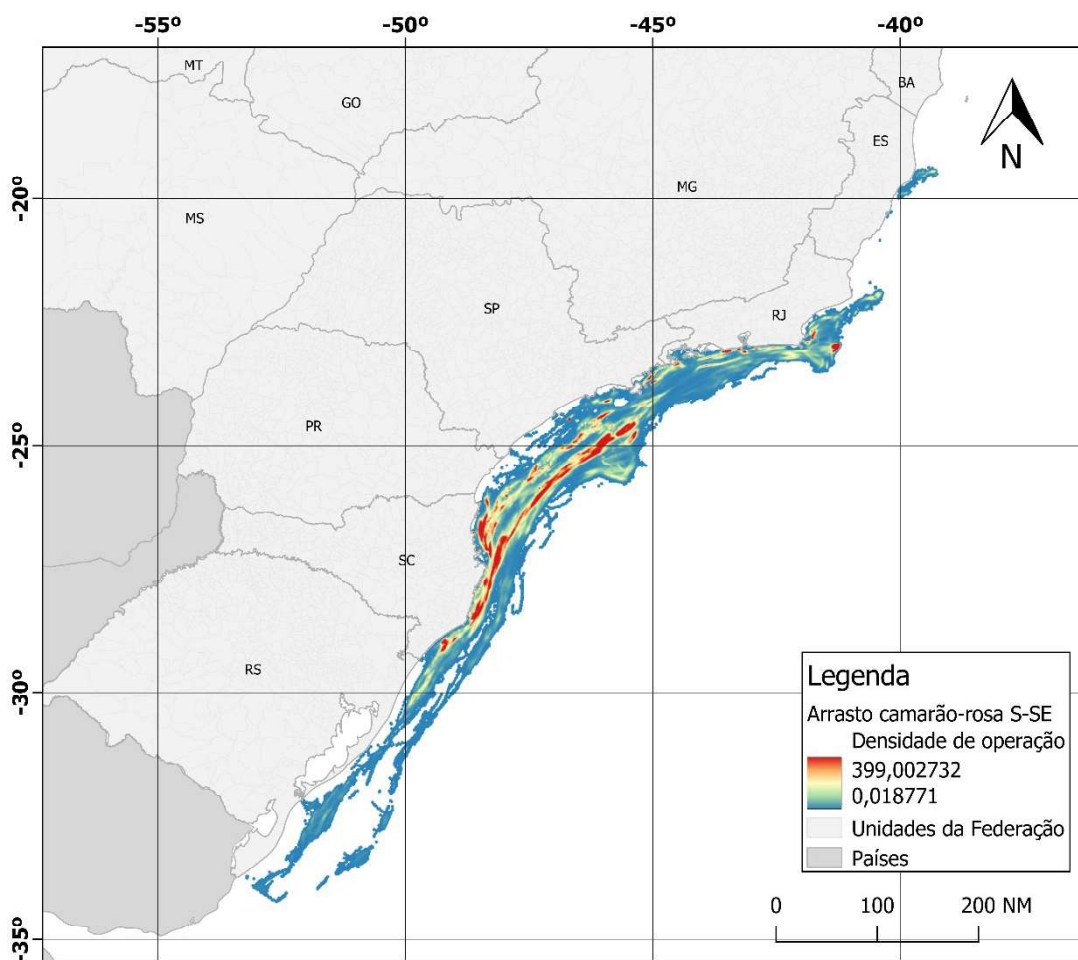 -55º
-50º
-45º
-40º
MT
BA
GO
ES
N
-20º
MG
MS
SP
RJ
PR
-25º
SC
RS
-30º
Legenda
Arrasto camarão-rosa S-SE
Densidade de operação
399,002732
0,018771
Unidades da Federação
Países
0 100 200 NM
-35º